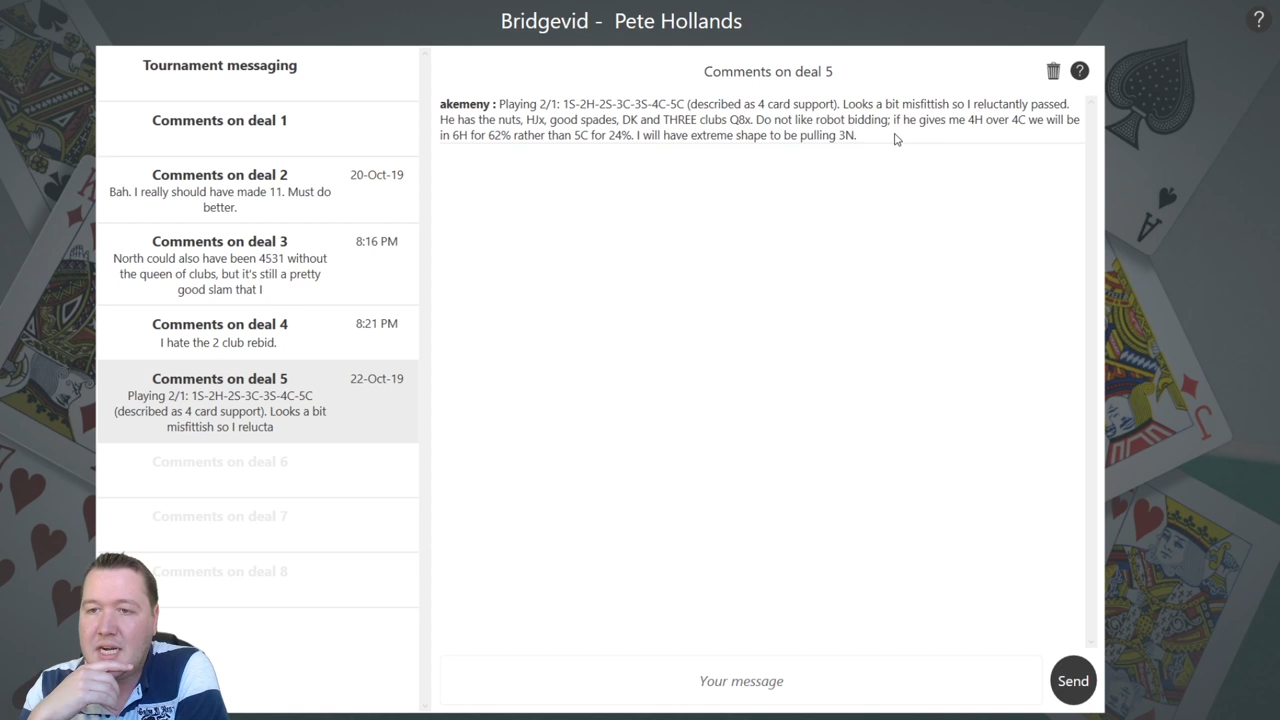 Bridgevid - Pete Hollands
?
Tournament messaging
Comments on deal 1
Comments on deal 2
20-Oct-19
Bah. I really should have made 11. Must do
better.
Comments on deal 3
8:16 PM
North could also have been 4531 without
the queen of clubs, but it's still a pretty
good slam that I
Comments on deal 4
8:21 PM
I hate the 2 club rebid.
Comments on deal 5
22-Oct-19
Playing 2/1: 1S-2H-2S-3C-3S-4C-5C
(described as 4 card support). Looks a bit
misfittish so I relucta
Comments on deal 6
Comments on deal 7
Comments on deal 8
Comments on deal 5
?
akemeny : Playing 2/1: 1S-2H-2S-3C-3S-4C-5C (described as 4 card support). Looks a bit misfittish so I reluctantly passed.
He has the nuts, HJx, good spades, DK and THREE clubs Q8x. Do not like robot bidding; if he gives me 4H over 4C we will be
in 6H for 62% rather than 5C for 24%. I will have extreme shape to be pulling 3N.
Your message
Send
A
J
K